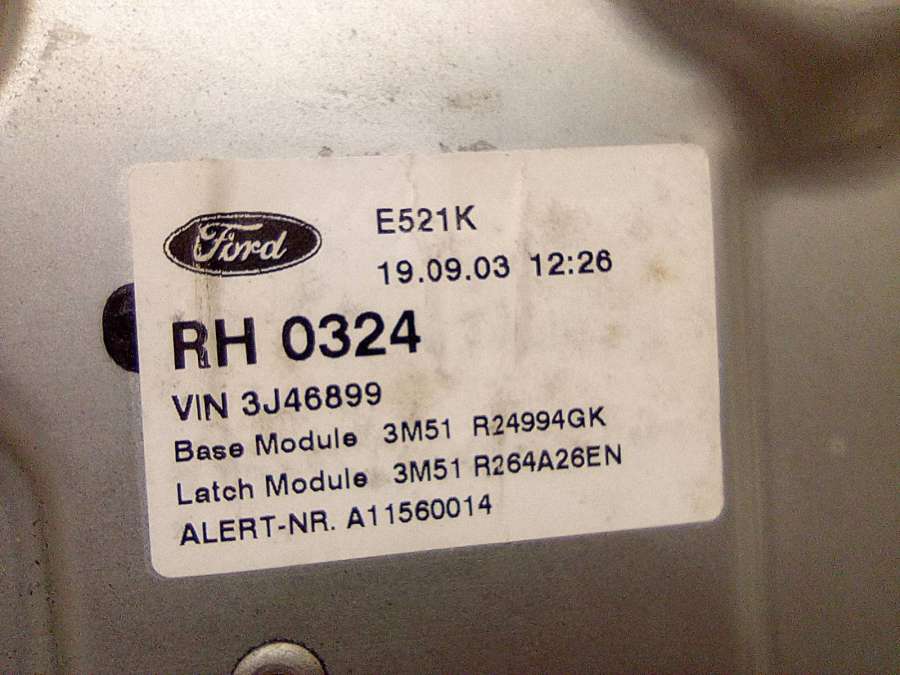 Ford
E521K
19.09.03 12:26
RH 0324
VIN 3J46899
Base Module 3M51 R24994GK
Latch Module 3M51 R264A26EN
ALERT-NR. A11560014